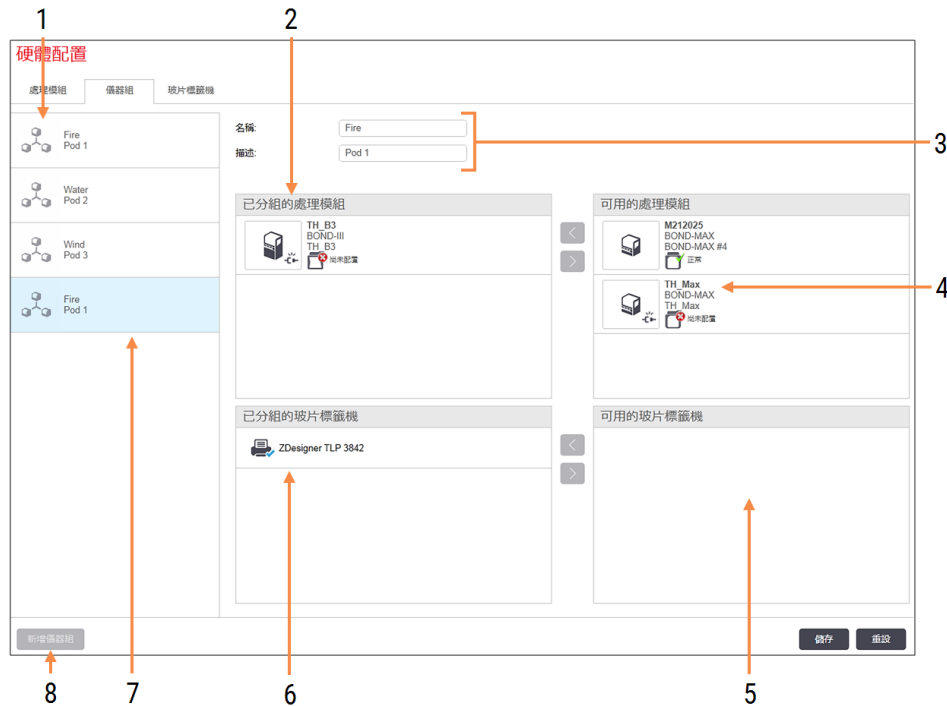 1
2
硬體配置
處理模組
儀器組
玻片標籤機
Fire
Pod 1
Water
Pod 2
Wind
Pod 3
Fire
Pod 1
名稱:
Fire
描述:
Pod 1
3
已分組的處理模組
TH_B3
BOND-III
TH_B3
尚未配置
<
>
可用的處理模組
M212025
BOND-MAX
BOND-MAX #4
正常
TH_Max
BOND-MAX
TH_Max
尚未配置
4
已分組的玻片標籤機
ZDesigner TLP 3842
<
>
可用的玻片標籤機
新增儀器組
儲存
重設
8
7
6
5